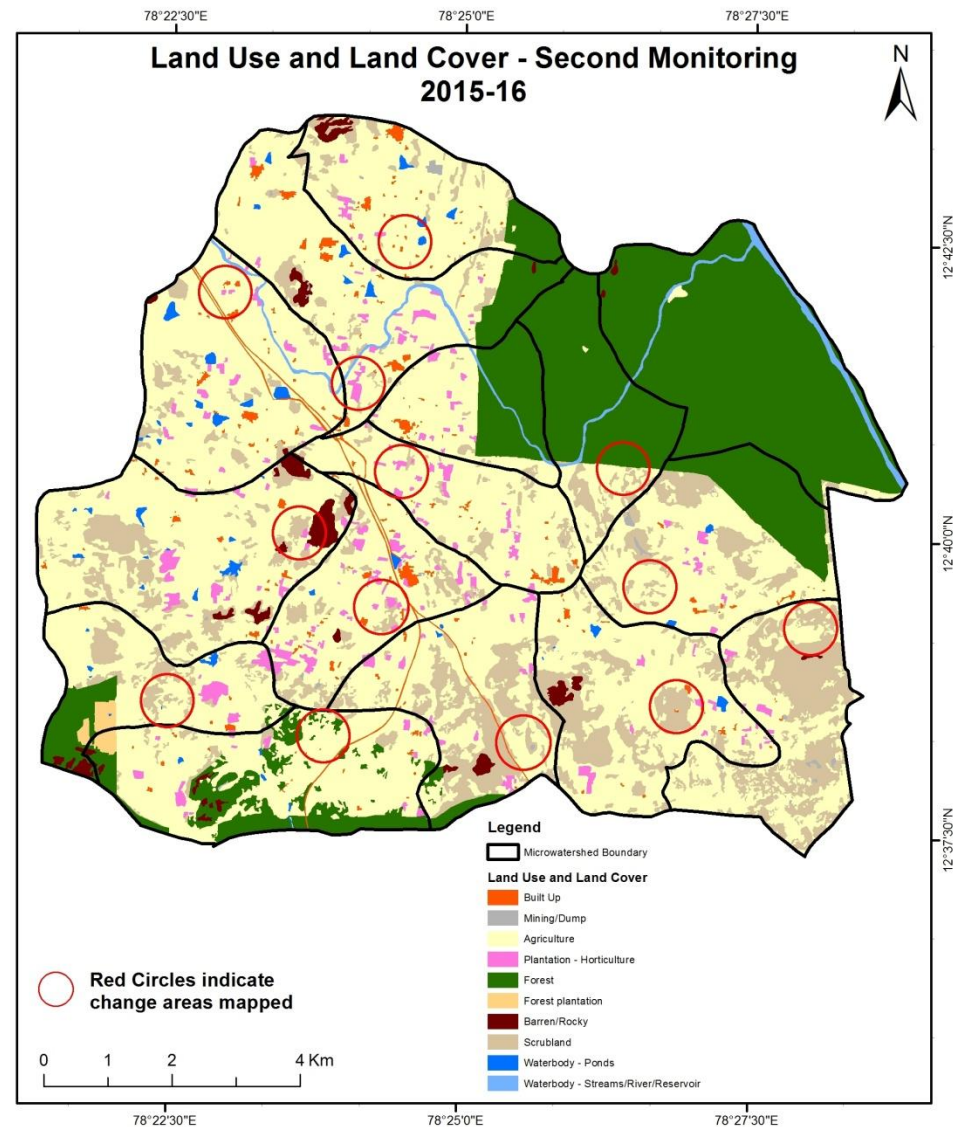 78°22'30"E
78°25'0"E
78°27'30"E
Land Use and Land Cover - Second Monitoring
2015-16
N
12°42'30"N
12°40'0"N
12°37'30"N
Legend
Microwatershed Boundary
Land Use and Land Cover
Built Up
Mining/Dump
Agriculture
Plantation - Horticulture
Forest
Forest plantation
Barren/Rocky
Scrubland
Waterbody - Ponds
Waterbody - Streams/River/Reservoir
Red Circles indicate
change areas mapped
0 1 2 4 Km
78°22'30"E
78°25'0"E
78°27'30"E